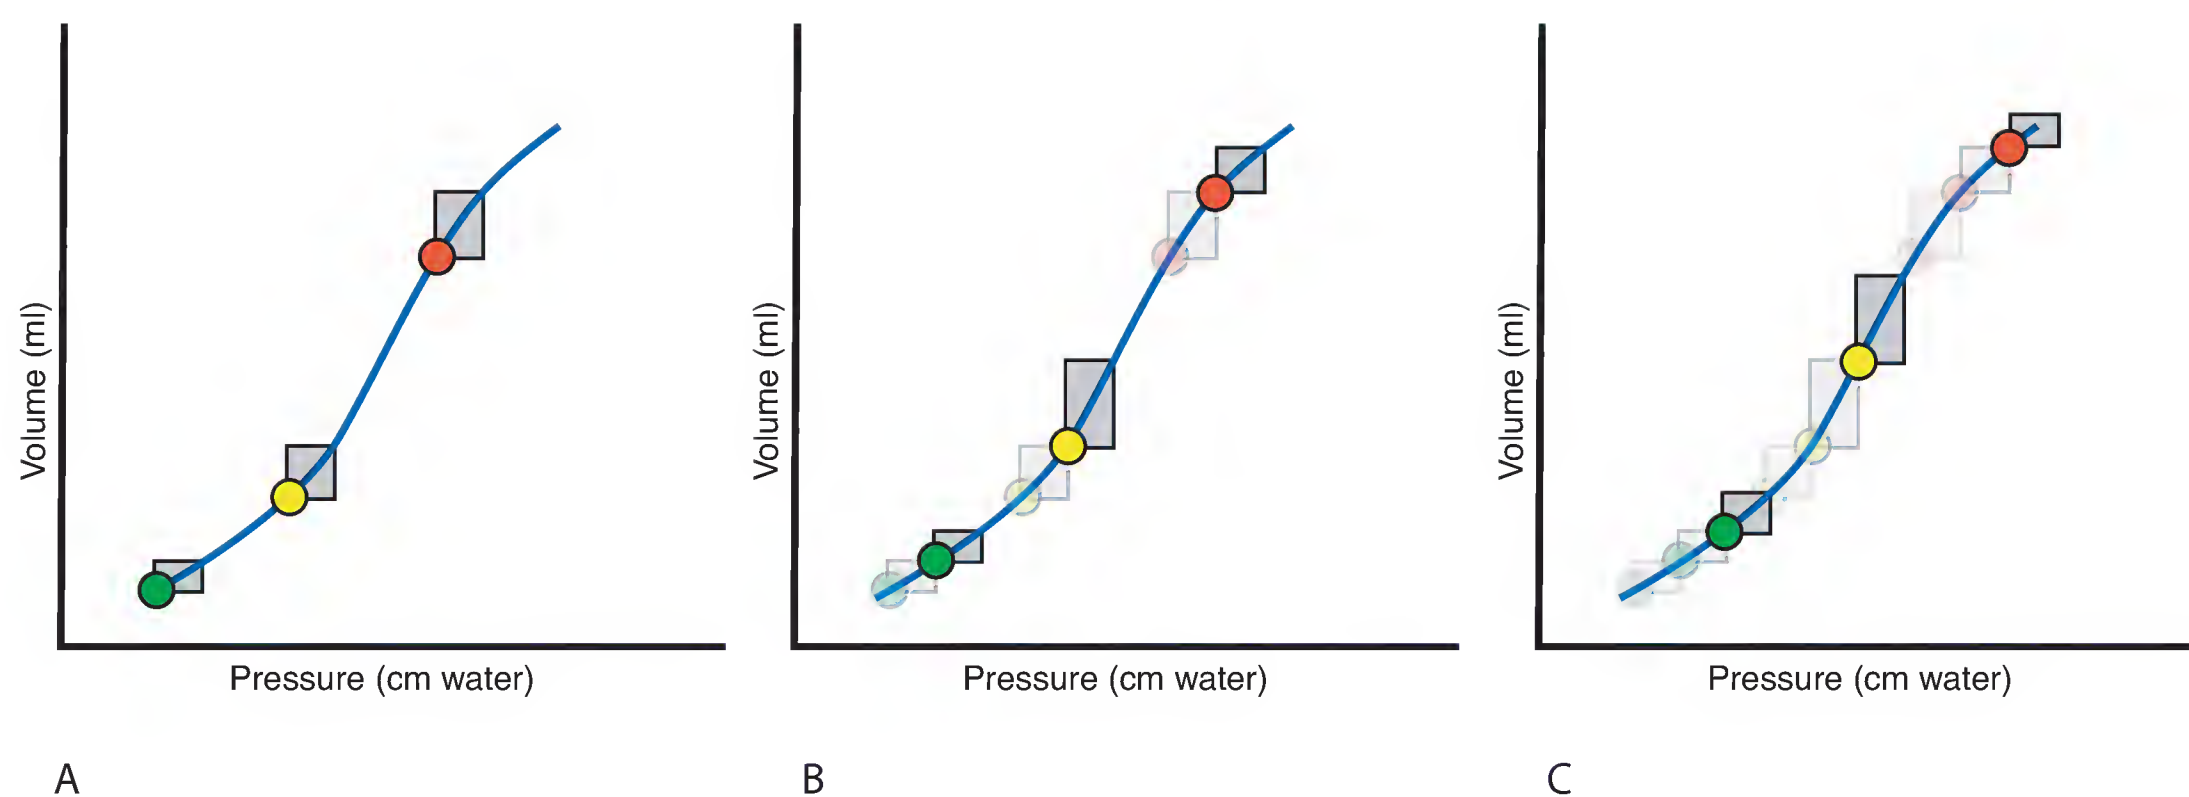 Volume (ml)
Pressure (cm water)
A
Volume (ml)
Pressure (cm water)
B
Volume (ml)
Pressure (cm water)
C